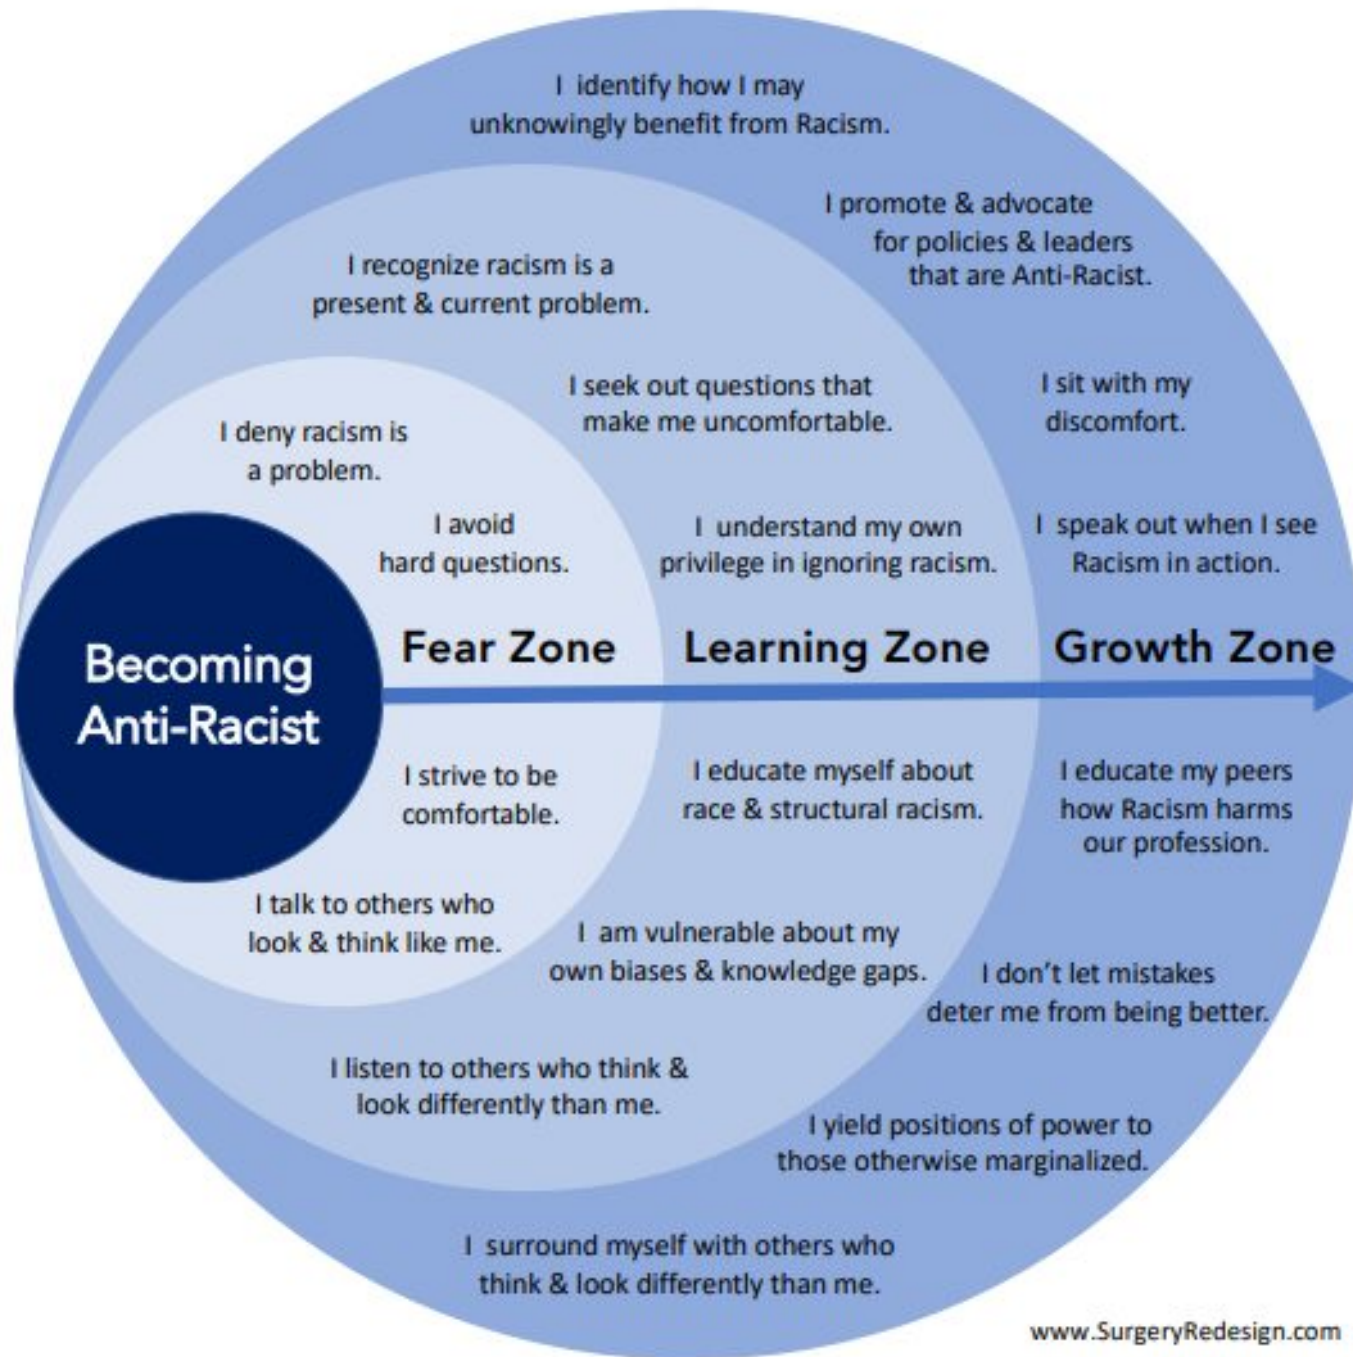 I identify how I may
unknowingly benefit from Racism.
I promote & advocate
for policies & leaders
that are Anti-Racist.
I recognize racism is a
present & current problem.
I seek out questions that
make me uncomfortable.
I sit with my
discomfort.
I deny racism is
a problem.
I avoid
hard questions.
I understand my own
privilege in ignoring racism.
I speak out when I see
Racism in action.
Becoming
Anti-Racist
Fear Zone
Learning Zone
Growth Zone
I strive to be
comfortable.
I educate myself about
race & structural racism.
I educate my peers
how Racism harms
our profession.
I talk to others who
look & think like me.
I am vulnerable about my
own biases & knowledge gaps.
I don't let mistakes
deter me from being better.
I listen to others who think &
look differently than me.
I yield positions of power to
those otherwise marginalized.
I surround myself with others who
think & look differently than me.
www.SurgeryRedesign.com